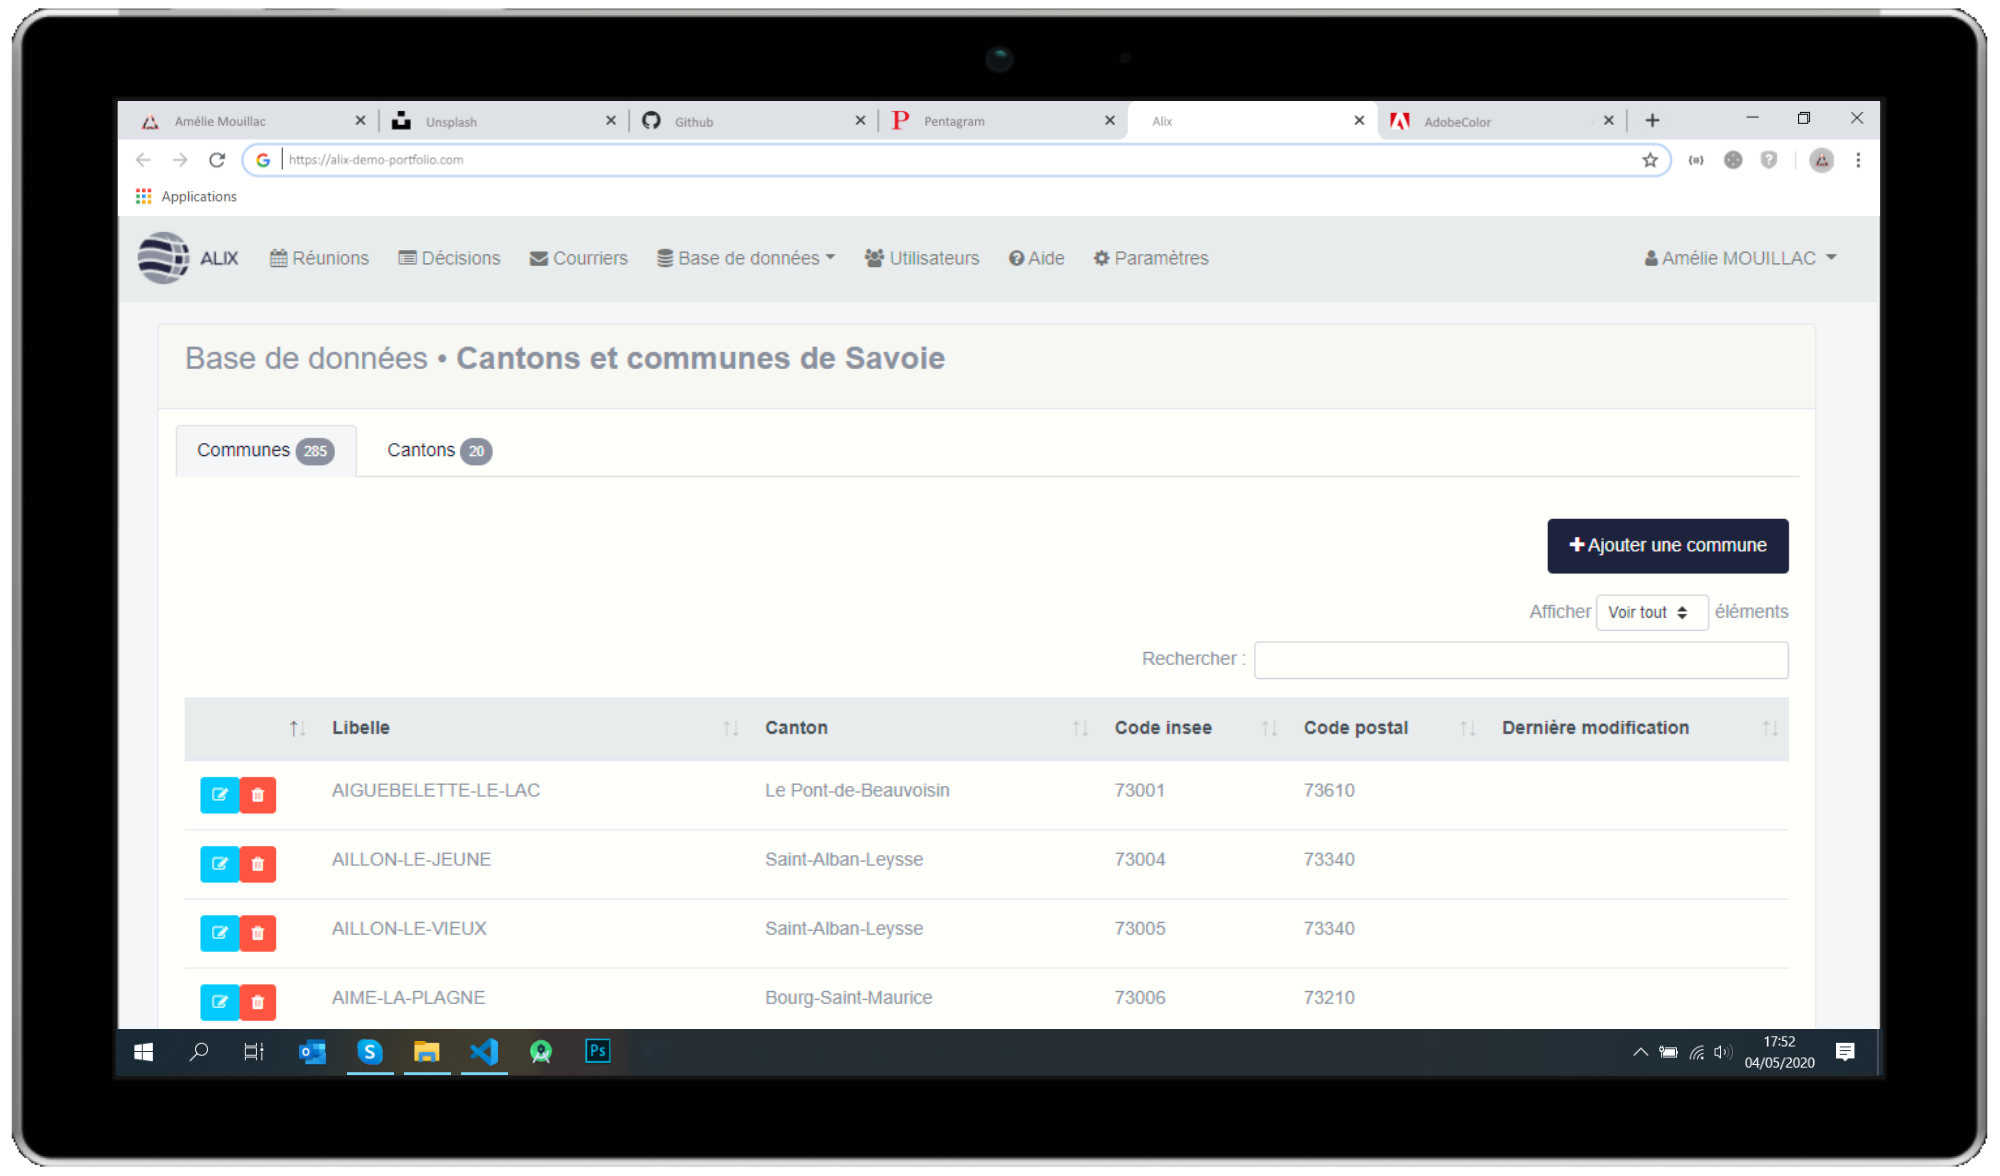 Amélie Mouillac
Unsplash
Github
P Pentagram
Alix
AdobeColor
G https://alix-demo-portfolio.com
Applications
ALIX Réunions Décisions Courriers Base de données Utilisateurs Aide Paramètres Amélie MOUILLAC
Base de données • Cantons et communes de Savoie
Communes 285 Cantons 20
+ Ajouter une commune
Afficher Voir tout éléments
Rechercher :
Libelle Canton Code insee Code postal Dernière modification
AIGUEBELETTE-LE-LAC Le Pont-de-Beauvoisin 73001 73610
AILLON-LE-JEUNE Saint-Alban-Leysse 73004 73340
AILLON-LE-VIEUX Saint-Alban-Leysse 73005 73340
AIME-LA-PLAGNE Bourg-Saint-Maurice 73006 73210
S Ps 17:52
04/05/2020